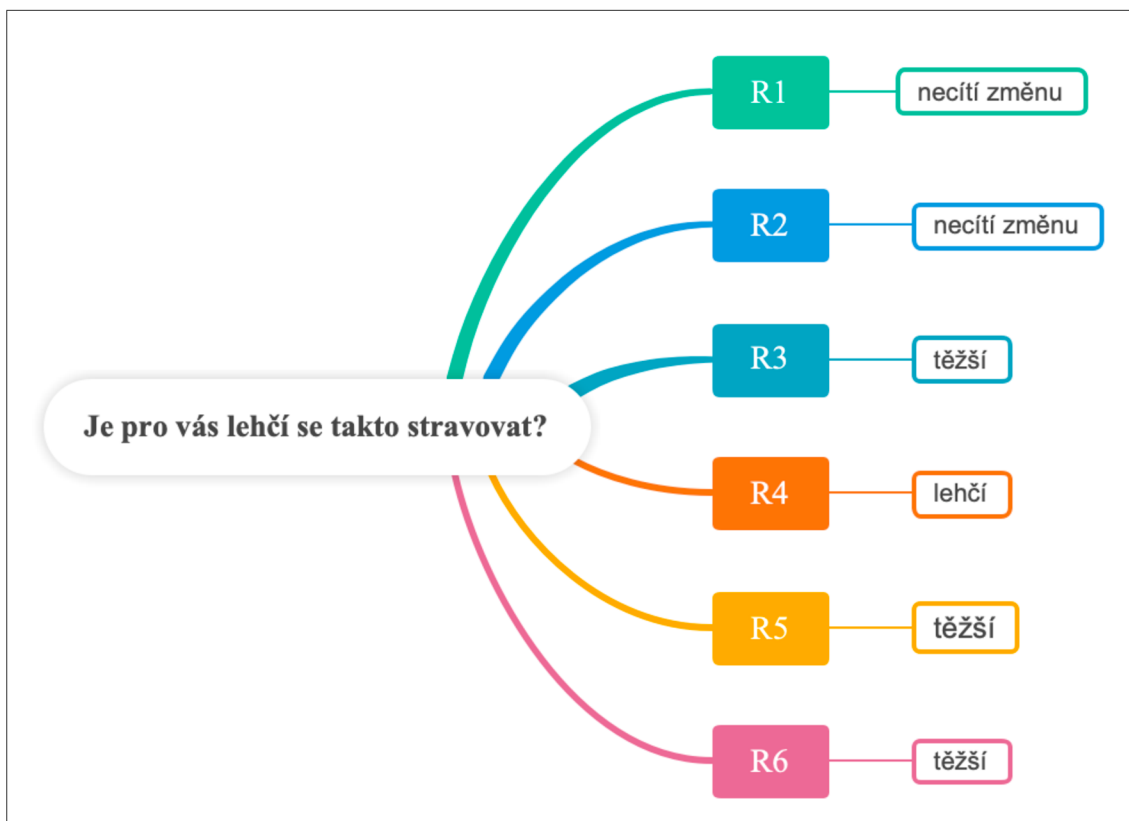 R1
necítí změnu
R2
necítí změnu
R3
těžší
Je pro vás lehčí se takto stravovat?
R4
lehčí
R5
těžší
R6
těžší